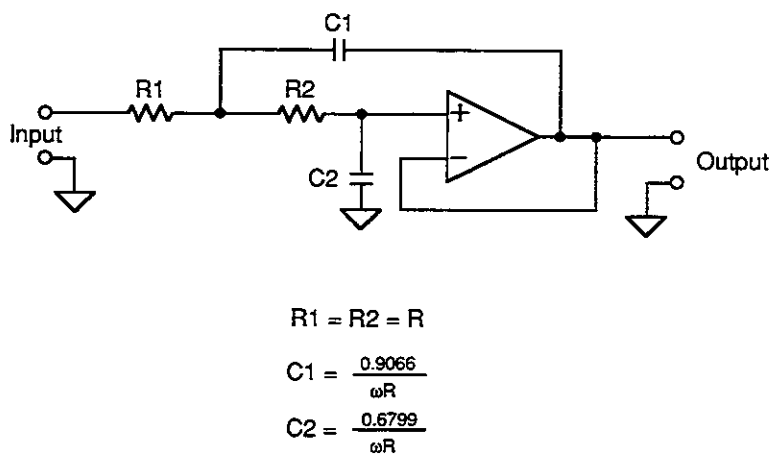 C1
R1
R2
Input
+
−
C2
Output
R1 = R2 = R
C1 = 0.9066
ωR
C2 = 0.6799
ωR